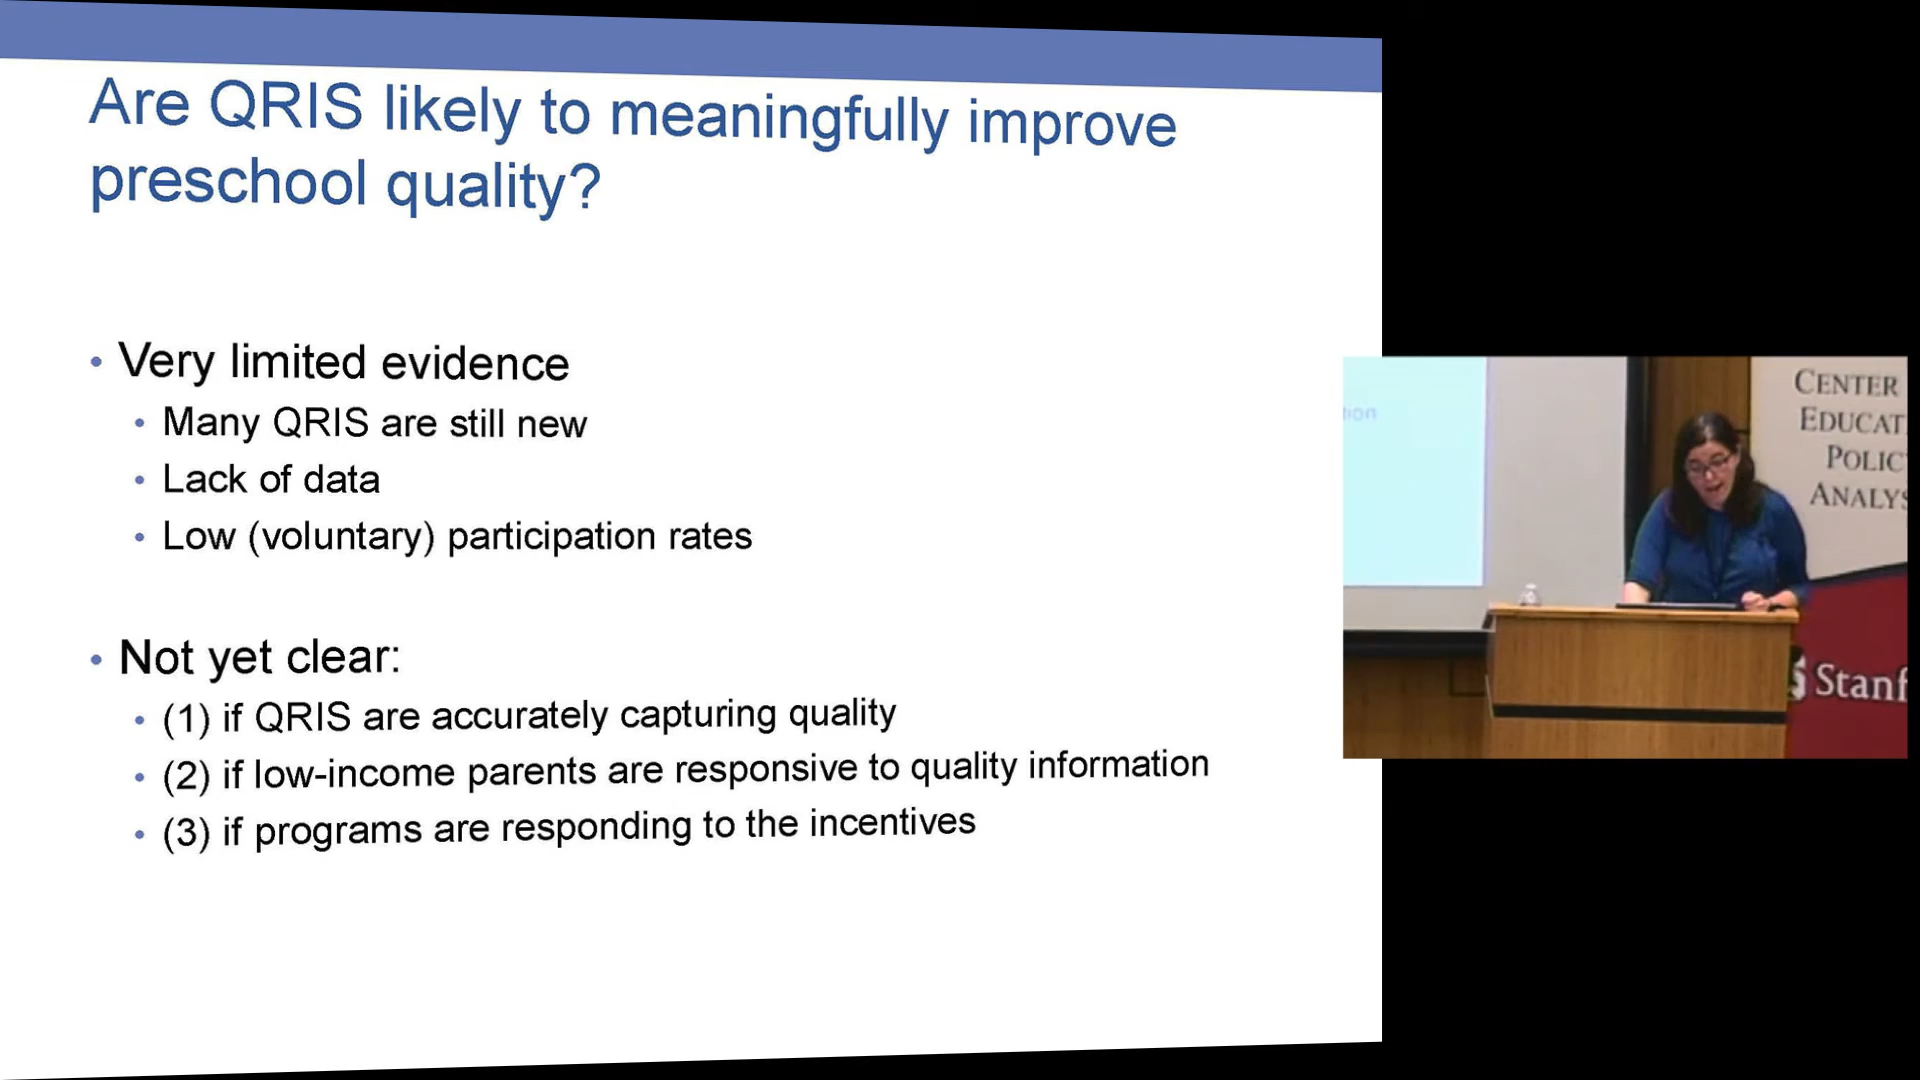 Are QRIS likely to meaningfully improve
preschool quality?
• Very limited evidence
• Many QRIS are still new
• Lack of data
• Low (voluntary) participation rates
• Not yet clear:
• (1) if QRIS are accurately capturing quality
• (2) if low-income parents are responsive to quality information
• (3) if programs are responding to the incentives
tion
CENTER
EDUCAT
POLIC
ANALYS
Stanf